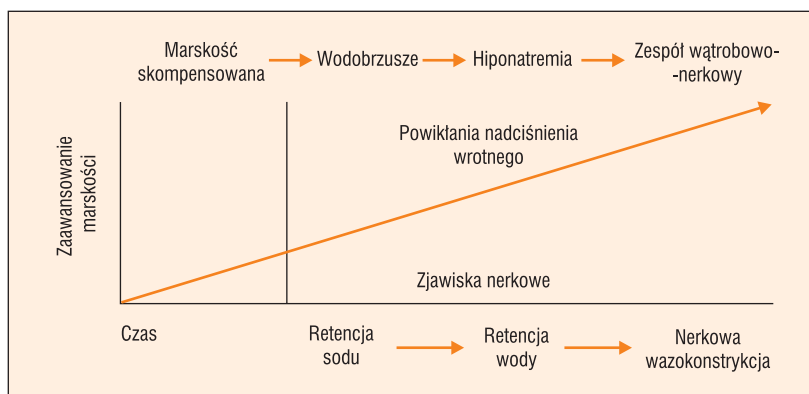 Marskość
skompensowana
Wodobrzusze
Hiponatremia
Zespół wątrobowo-
-nerkowy
Powikłania nadciśnienia
wrotnego
Zaawansowanie
marskości
Zjawiska nerkowe
Czas
Retencja
sodu
Retencja
wody
Nerkowa
wazokonstrykcja